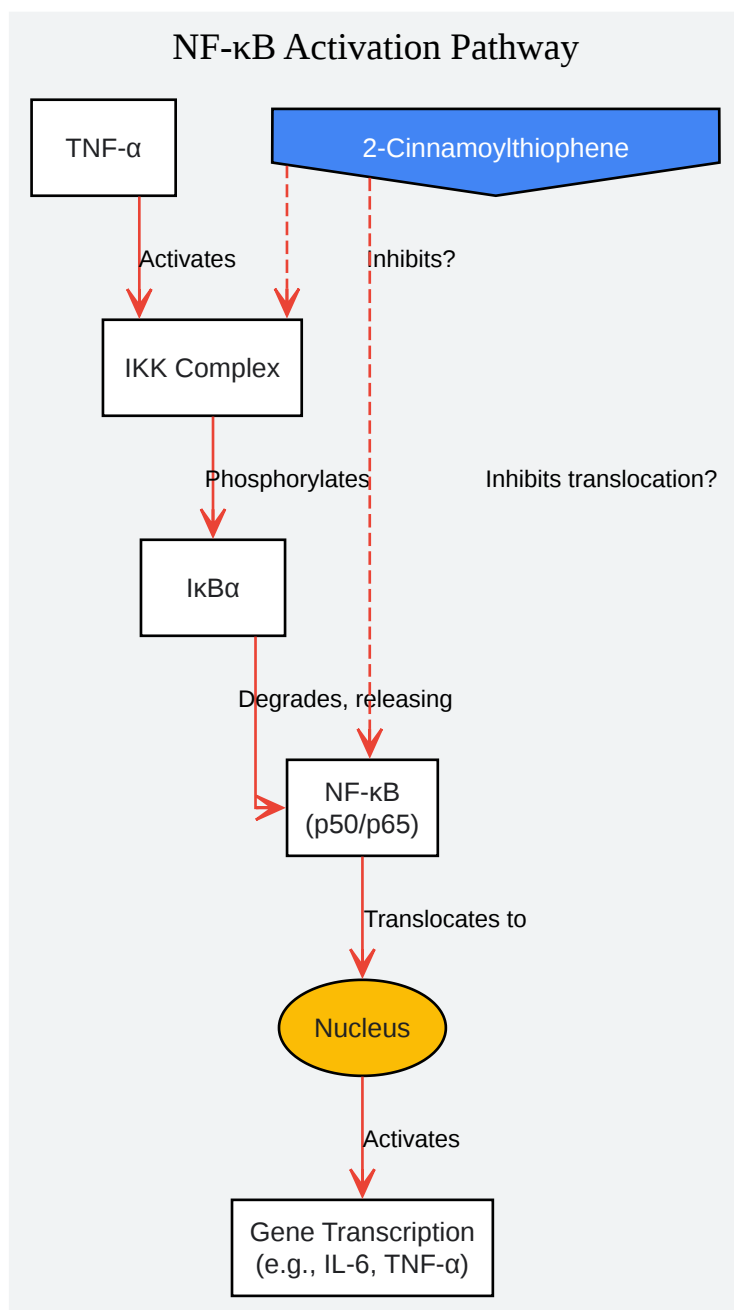 NF-κB Activation Pathway
TNF-α
2-Cinnamoylthiophene
Activates
Inhibits?
IKK Complex
Phosphorylates
Inhibits translocation?
IκBα
Degrades, releasing
NF-κB
(p50/p65)
Translocates to
Nucleus
Activates
Gene Transcription
(e.g., IL-6, TNF-α)